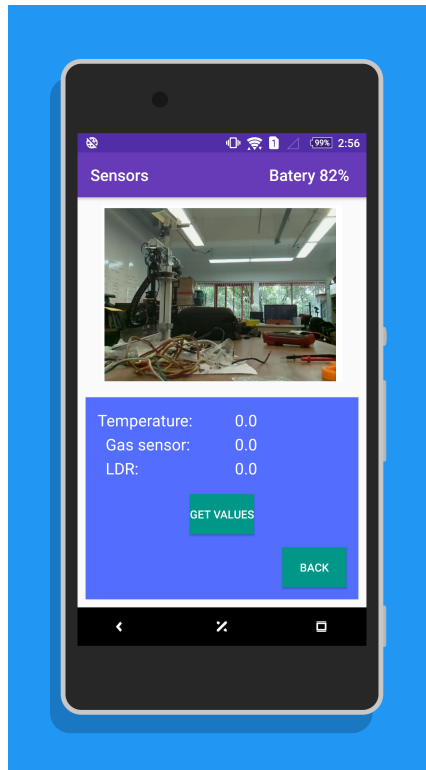 1 99% 2:56
Sensors Batery 82%
Temperature: 0.0
Gas sensor: 0.0
LDR: 0.0
GET VALUES
BACK